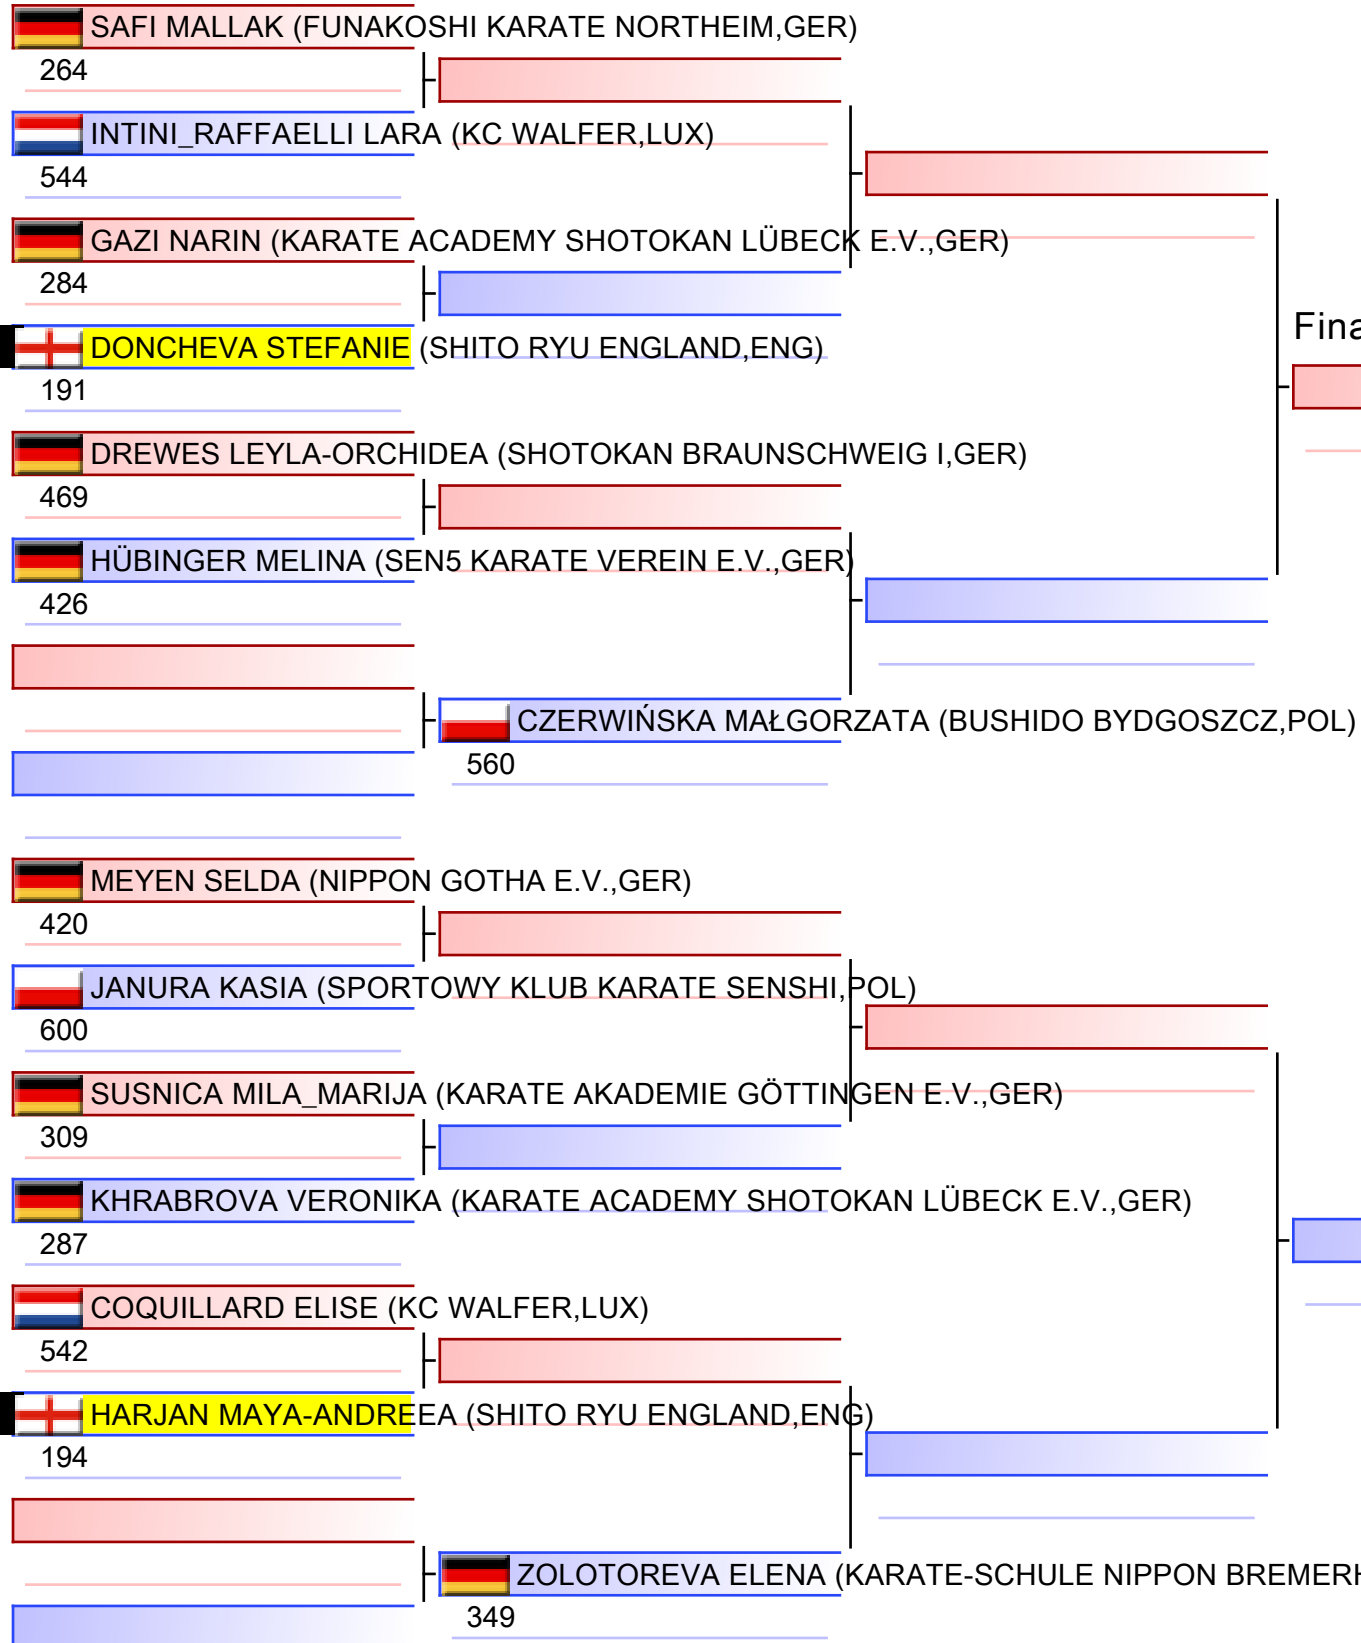 SAFI MALLAK (FUNAKOSHI KARATE NORTHEIM,GER)
264
INTINI_RAFFAELLI LARA (KC WALFER,LUX)
544
GAZI NARIN (KARATE ACADEMY SHOTOKAN LÜBECK E.V.,GER)
284
Fina
DONCHEVA STEFANIE (SHITO RYU ENGLAND,ENG)
191
DREWES LEYLA-ORCHIDEA (SHOTOKAN BRAUNSCHWEIG I,GER)
469
HÜBINGER MELINA (SEN5 KARATE VEREIN E.V.,GER)
426
CZERWIŃSKA MAŁGORZATA (BUSHIDO BYDGOSZCZ,POL)
560
MEYEN SELDA (NIPPON GOTHA E.V.,GER)
420
JANURA KASIA (SPORTOWY KLUB KARATE SENSHI,POL)
600
SUSNICA MILA_MARIJA (KARATE AKADEMIE GÖTTINGEN E.V.,GER)
309
KHRABROVA VERONIKA (KARATE ACADEMY SHOTOKAN LÜBECK E.V.,GER)
287
COQUILLARD ELISE (KC WALFER,LUX)
542
HARJAN MAYA-ANDREEA (SHITO RYU ENGLAND,ENG)
194
ZOLOTOREVA ELENA (KARATE-SCHULE NIPPON BREMERH
349